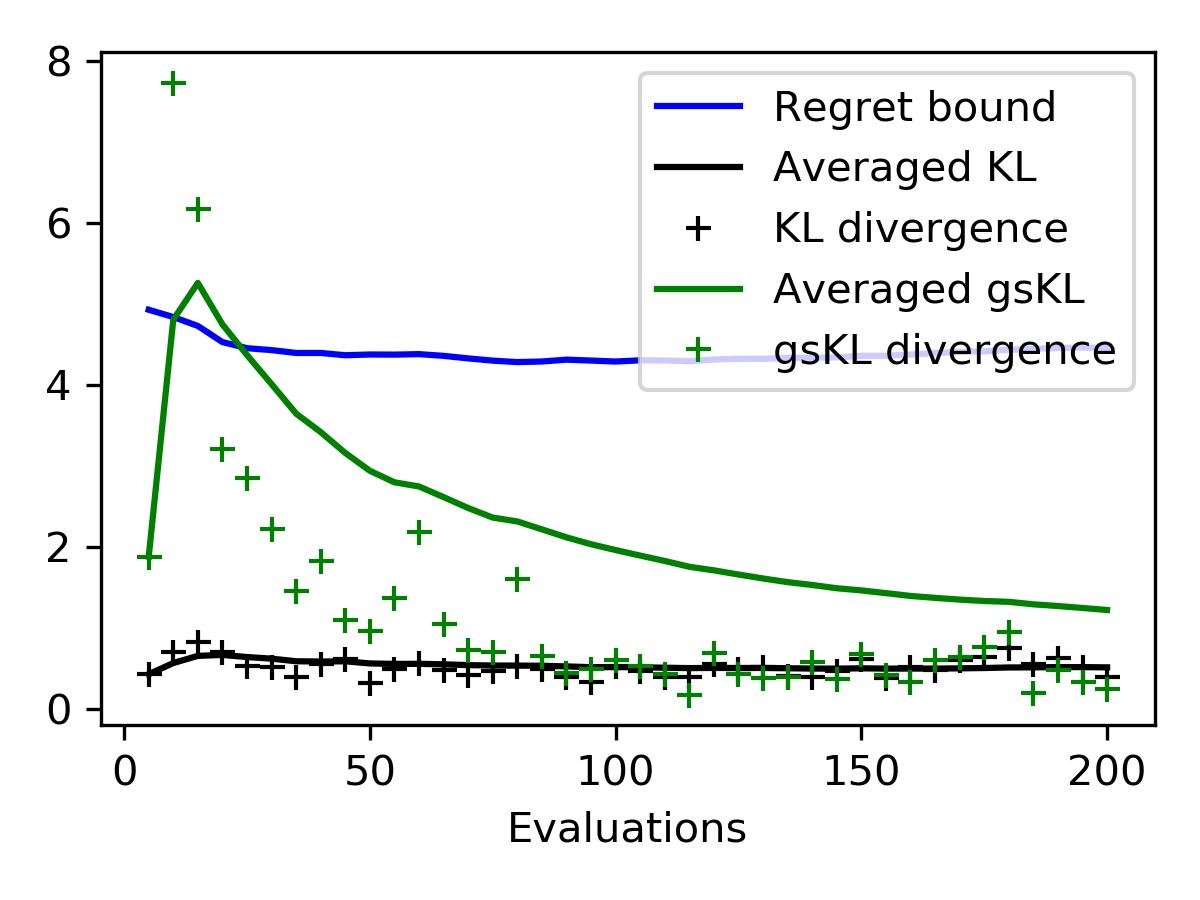 8
6
4
2
0
Regret bound
Averaged KL
KL divergence
Averaged gsKL
gsKL divergence
0 50 100 150 200
Evaluations